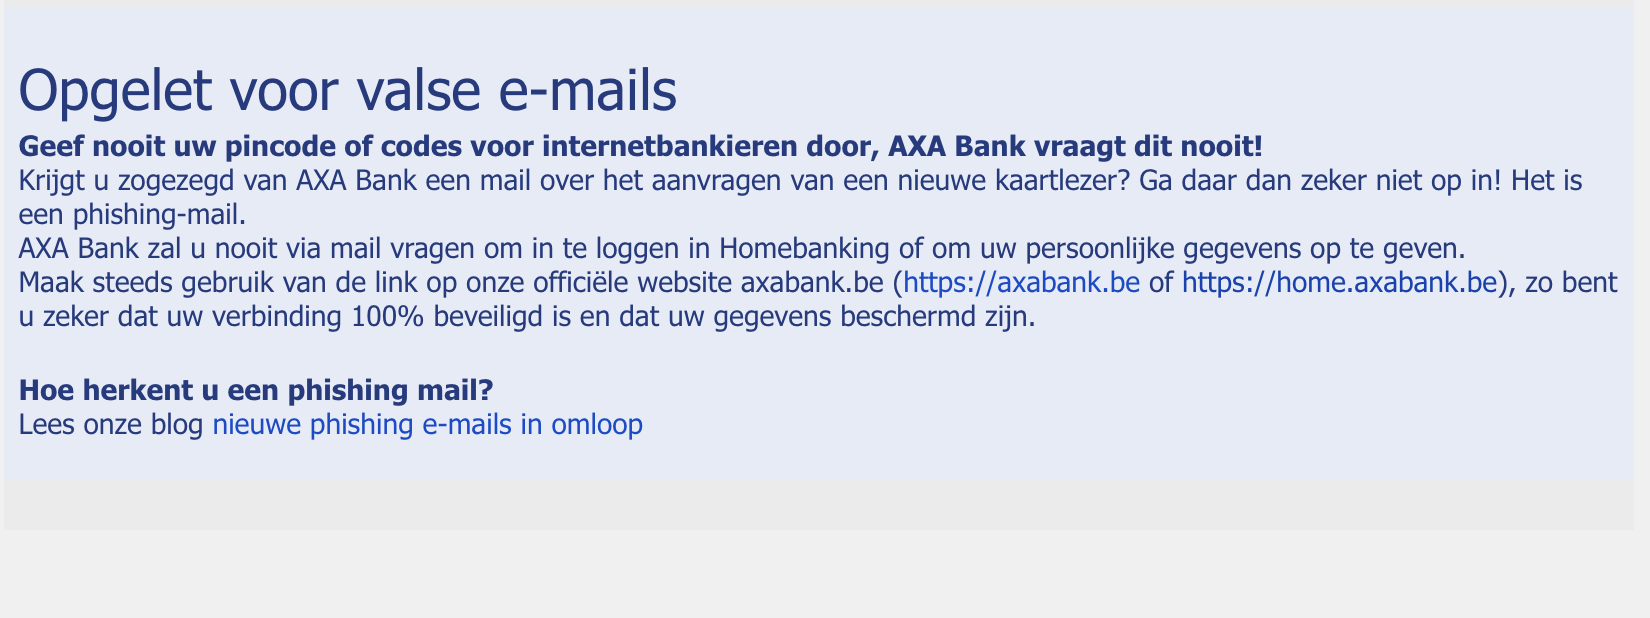 Opgelet voor valse e-mails
Geef nooit uw pincode of codes voor internetbankieren door, AXA Bank vraagt dit nooit!
Krijgt u zogezegd van AXA Bank een mail over het aanvragen van een nieuwe kaartlezer? Ga daar dan zeker niet op in! Het is
een phishing-mail.
AXA Bank zal u nooit via mail vragen om in te loggen in Homebanking of om uw persoonlijke gegevens op te geven.
Maak steeds gebruik van de link op onze officiële website axabank.be (https://axabank.be of https://home.axabank.be), zo bent
u zeker dat uw verbinding 100% beveiligd is en dat uw gegevens beschermd zijn.
Hoe herkent u een phishing mail?
Lees onze blog nieuwe phishing e-mails in omloop